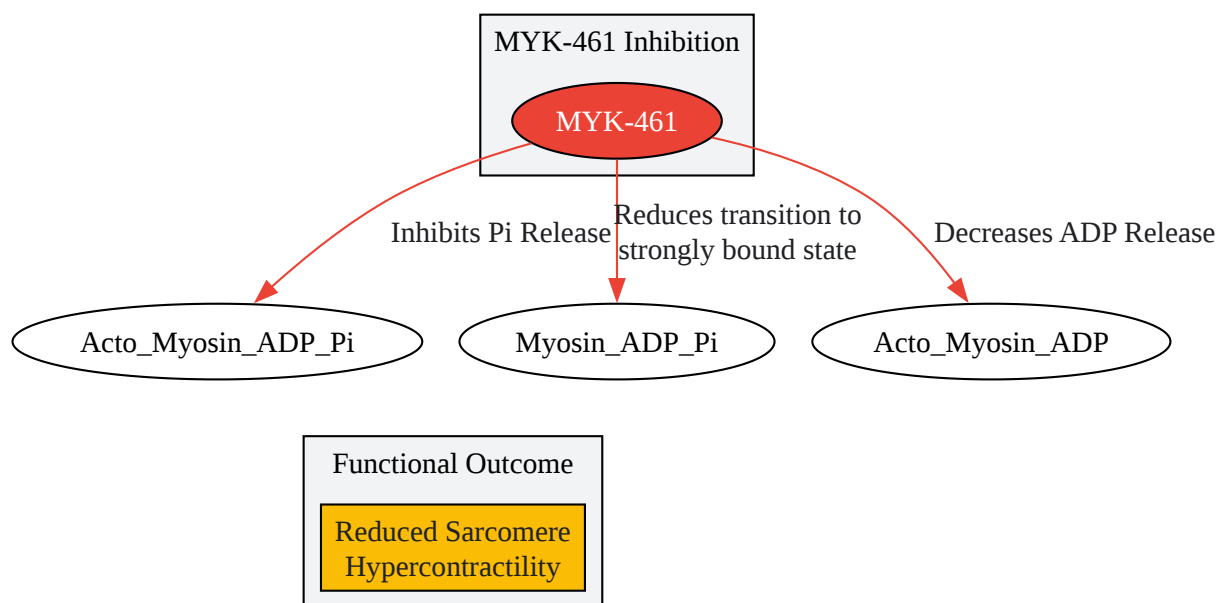 MYK-461 Inhibition
MYK-461
Inhibits Pi Release
Reduces transition to
strongly bound state
Decreases ADP Release
Acto_Myosin_ADP_Pi
Myosin_ADP_Pi
Acto_Myosin_ADP
Functional Outcome
Reduced Sarcomere
Hypercontractility